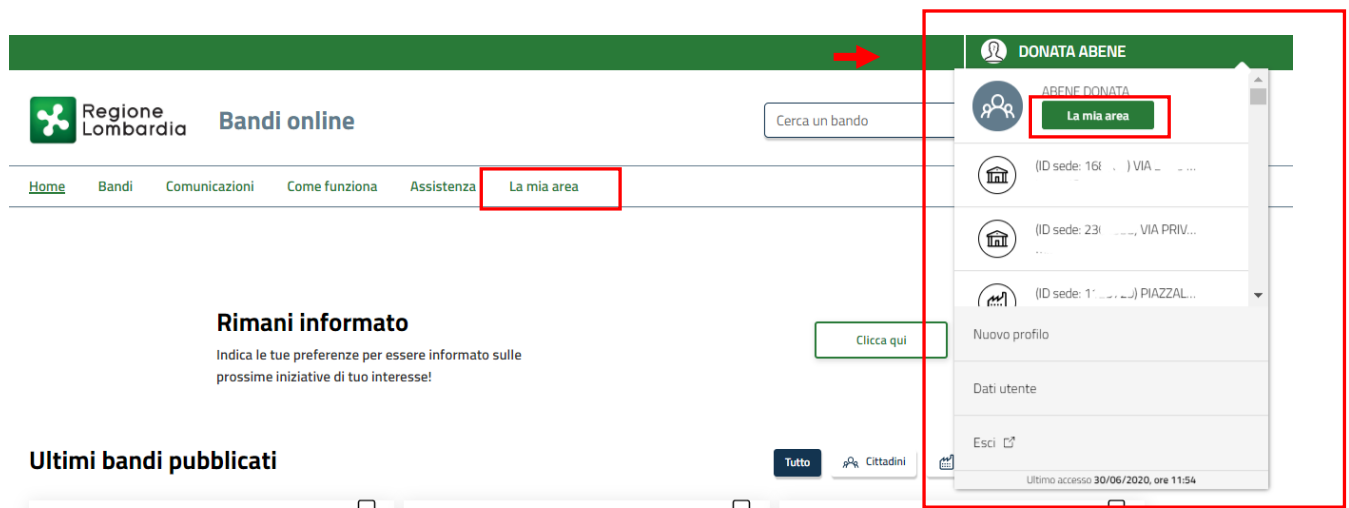 DONATA ABENE
ABENE DONATA
La mia area
Regione
Lombardia
Bandi online
Cerca un bando
(ID sede: 168 ) VIA ...
Home Bandi Comunicazioni Come funziona Assistenza La mia area
(ID sede: 230 , VIA PRIV...
(ID sede: 1 ) PIAZZAL...
Rimani informato
Indica le tue preferenze per essere informato sulle
prossime iniziative di tuo interesse!
Clicca qui
Nuovo profilo
Dati utente
Esci
Ultimo accesso 30/06/2020, ore 11:54
Ultimi bandi pubblicati
Tutto Cittadini